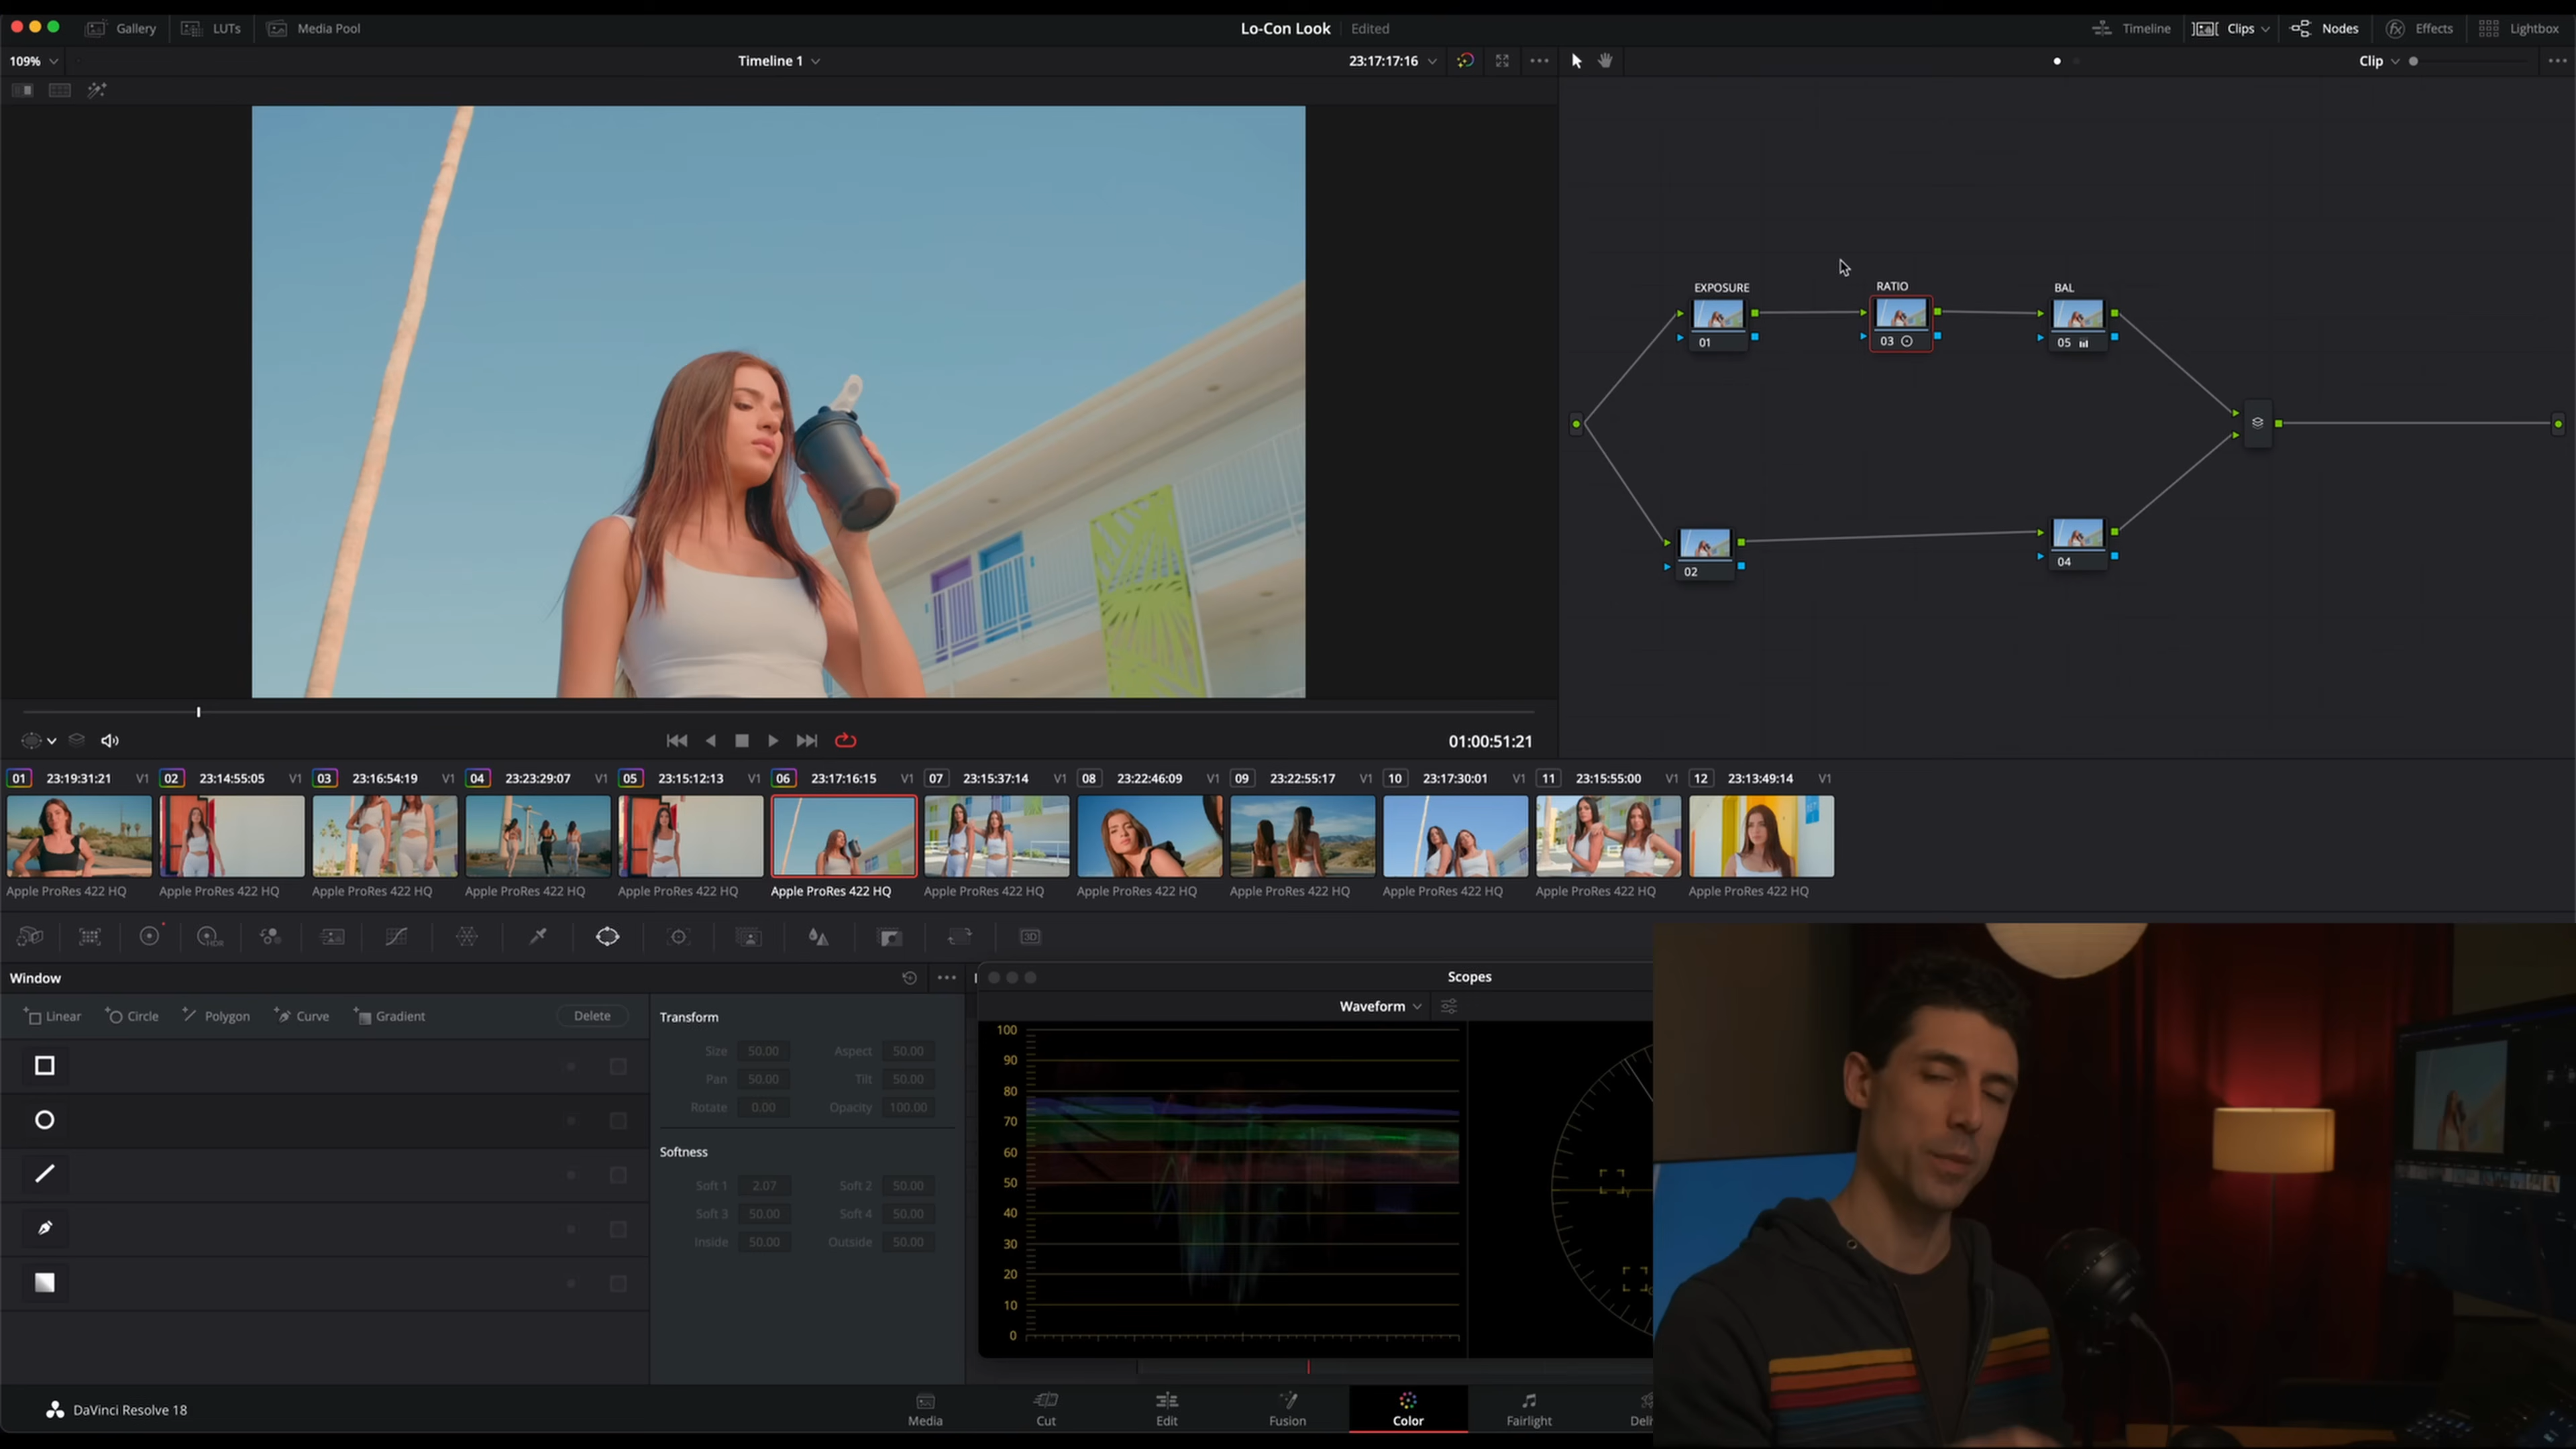 Gallery LUTs Media Pool Lo-Con Look Edited Timeline Clips Nodes Effects Lightbox
109% Timeline 1 23:17:17:16 Clip
EXPOSURE RATIO BAL
01 03 05
02 04
01:00:51:21
01 23:19:31:21 V1 02 23:14:55:05 V1 03 23:16:54:19 V1 04 23:23:29:07 V1 05 23:15:12:13 V1 06 23:17:16:15 V1 07 23:15:37:14 V1 08 23:22:46:09 V1 09 23:22:55:17 V1 10 23:17:30:01 V1 11 23:15:55:00 V1 12 23:13:49:14 V1
Apple ProRes 422 HQ Apple ProRes 422 HQ Apple ProRes 422 HQ Apple ProRes 422 HQ Apple ProRes 422 HQ Apple ProRes 422 HQ Apple ProRes 422 HQ Apple ProRes 422 HQ Apple ProRes 422 HQ Apple ProRes 422 HQ Apple ProRes 422 HQ Apple ProRes 422 HQ
HDR 3D
Window
Linear Circle Polygon Curve Gradient Delete
Transform
Size 50.00 Aspect 50.00
Pan 50.00 Tilt 50.00
Rotate 0.00 Opacity 100.00
Softness
Soft 1 2.07 Soft 2 50.00
Soft 3 50.00 Soft 4 50.00
Inside 50.00 Outside 50.00
Scopes
Waveform
100
90
80
70
60
50
40
30
20
10
0
DaVinci Resolve 18
Media Cut Edit Fusion Color Fairlight Deli